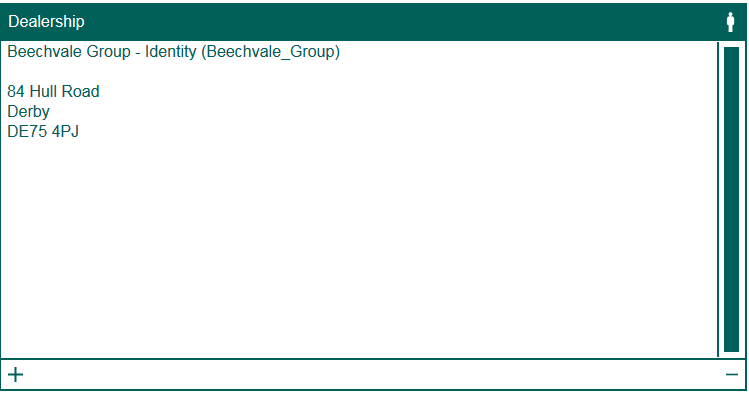 Dealership
Beechvale Group - Identity (Beechvale_Group)
84 Hull Road
Derby
DE75 4PJ